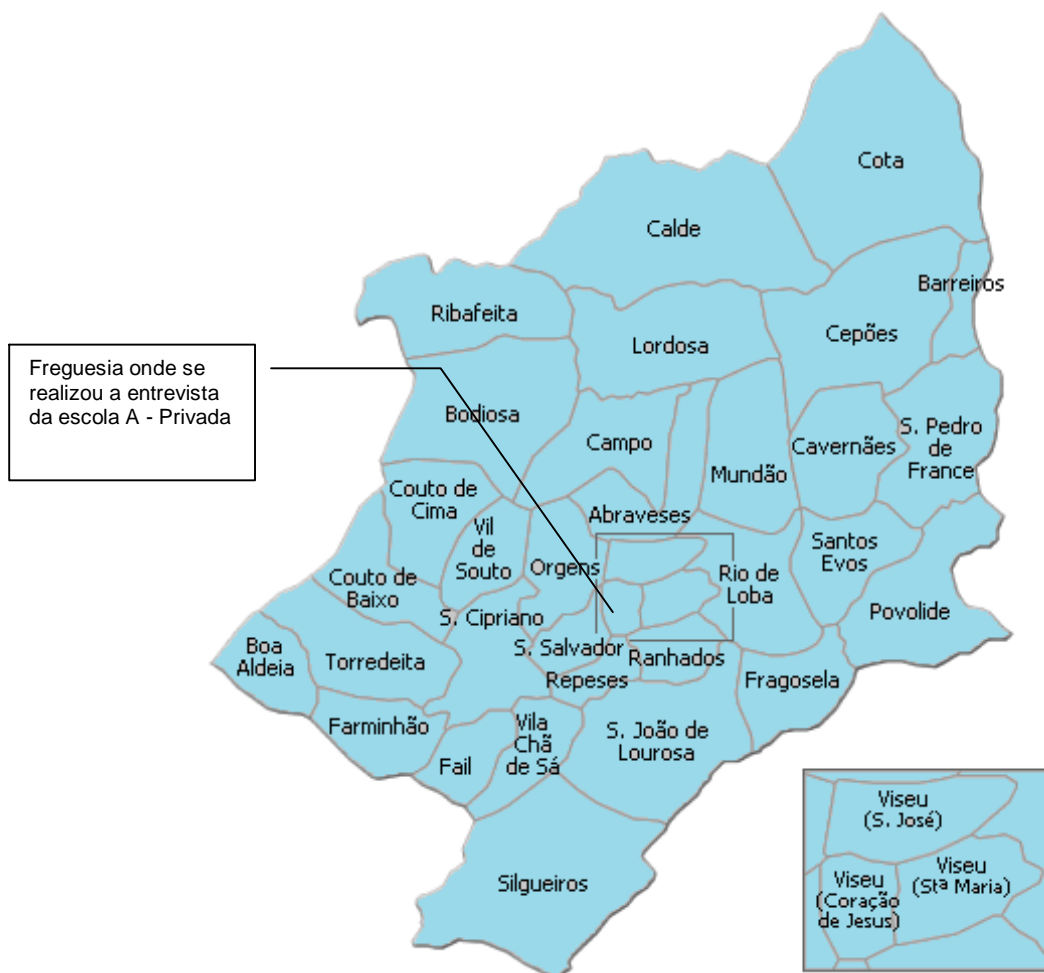 Cota
Calde
Barreiros
Ribafeita
Cepões
Lordosa
Freguesia onde se
realizou a entrevista
da escola A - Privada
Bodiosa
Campo
S. Pedro
de
France
Cavernães
Mundão
Couto de
Cima
Abraveses
Vil
de
Souto
Santos
Evos
Orgens
Rio de
Loba
Couto de
Baixo
Povolide
S. Cipriano
Boa
Aldeia
Torredeita
S. Salvador
Ranhados
Repeses
Fragosela
Farminhão
Vila
Chã
de Sá
S. João de
Lourosa
Fail
Silgueiros
Viseu
(S. José)
Viseu
(Stª Maria)
Viseu
(Coração
de Jesus)